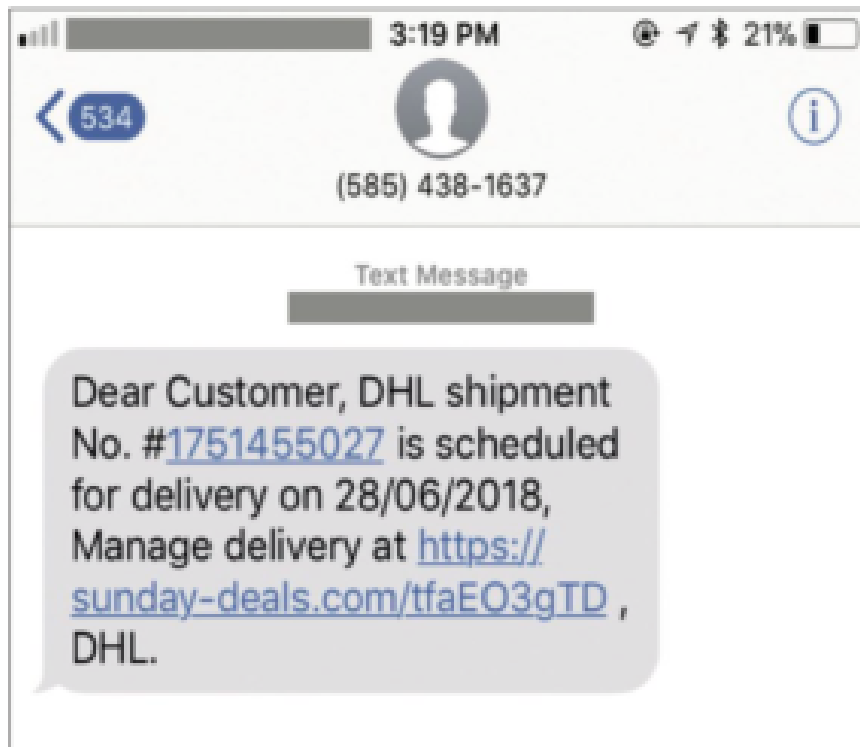 3:19 PM 21%
534
i
(585) 438-1637
Text Message
Dear Customer, DHL shipment
No. #1751455027 is scheduled
for delivery on 28/06/2018,
Manage delivery at https://
sunday-deals.com/tfaEO3gTD ,
DHL.